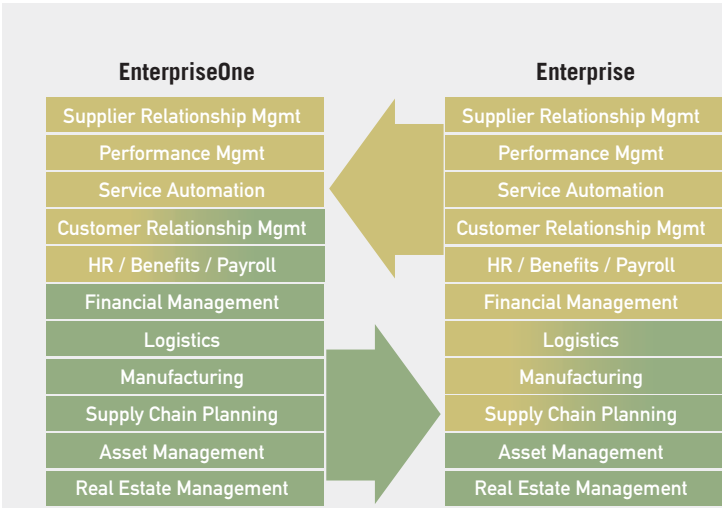 EnterpriseOne
Supplier Relationship Mgmt
Performance Mgmt
Service Automation
Customer Relationship Mgmt
HR / Benefits / Payroll
Financial Management
Logistics
Manufacturing
Supply Chain Planning
Asset Management
Real Estate Management
Enterprise
Supplier Relationship Mgmt
Performance Mgmt
Service Automation
Customer Relationship Mgmt
HR / Benefits / Payroll
Financial Management
Logistics
Manufacturing
Supply Chain Planning
Asset Management
Real Estate Management